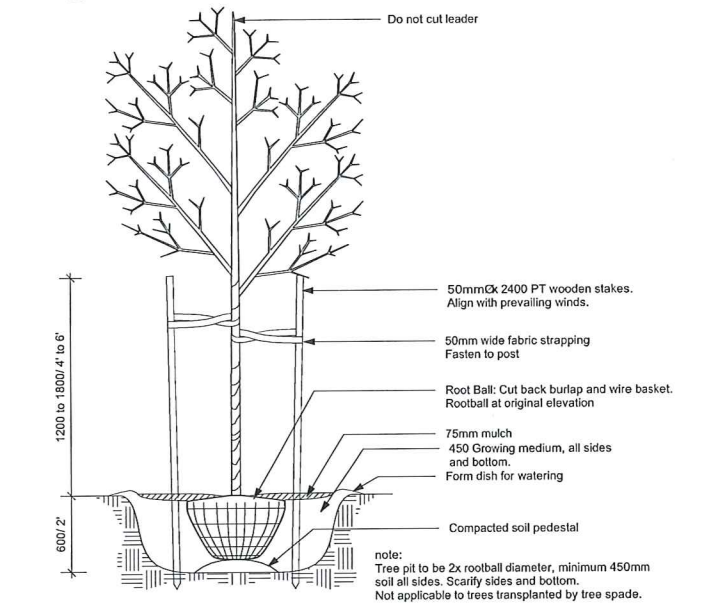 Do not cut leader
50mmØx 2400 PT wooden stakes.
Align with prevailing winds.
50mm wide fabric strapping
Fasten to post
Root Ball: Cut back burlap and wire basket.
Rootball at original elevation
75mm mulch
450 Growing medium, all sides
and bottom.
Form dish for watering
Compacted soil pedestal
note:
Tree pit to be 2x rootball diameter, minimum 450mm
soil all sides. Scarify sides and bottom.
Not applicable to trees transplanted by tree spade.
1200 to 1800/ 4' to 6'
600/ 2'